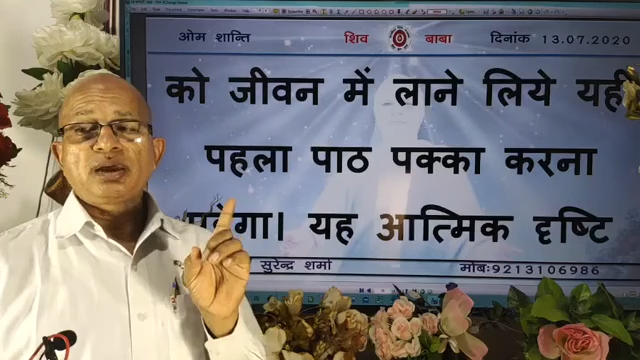 ओम शान्ति शिव बाबा दिनांक 13.07.2020
को जीवन में लाने लिये यही
पहला पाठ पक्का करना
यह आत्मिक दृष्टि
सुरेन्द्र शर्मा मोबः9213106986